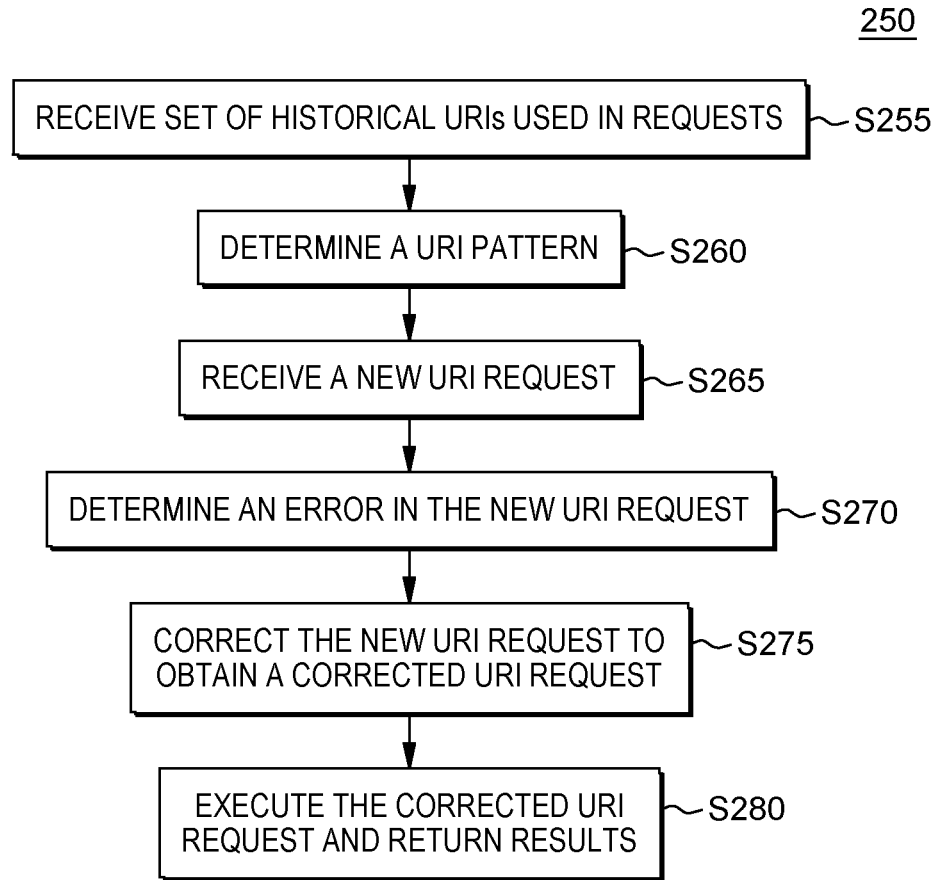 250
RECEIVE SET OF HISTORICAL URIs USED IN REQUESTS
S255
DETERMINE A URI PATTERN
S260
RECEIVE A NEW URI REQUEST
S265
DETERMINE AN ERROR IN THE NEW URI REQUEST
S270
CORRECT THE NEW URI REQUEST TO
OBTAIN A CORRECTED URI REQUEST
S275
EXECUTE THE CORRECTED URI
REQUEST AND RETURN RESULTS
S280